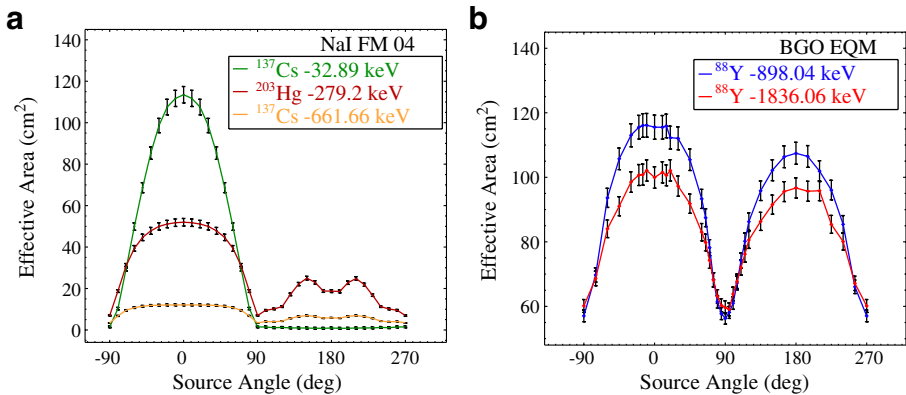 a
NaI FM 04
¹³⁷Cs -32.89 keV
²⁰³Hg -279.2 keV
¹³⁷Cs -661.66 keV
140
120
100
80
60
40
20
0
Effective Area (cm²)
-90 0 90 180 270
Source Angle (deg)
b
BGO EQM
⁸⁸Y -898.04 keV
⁸⁸Y -1836.06 keV
140
120
100
80
60
Effective Area (cm²)
-90 0 90 180 270
Source Angle (deg)